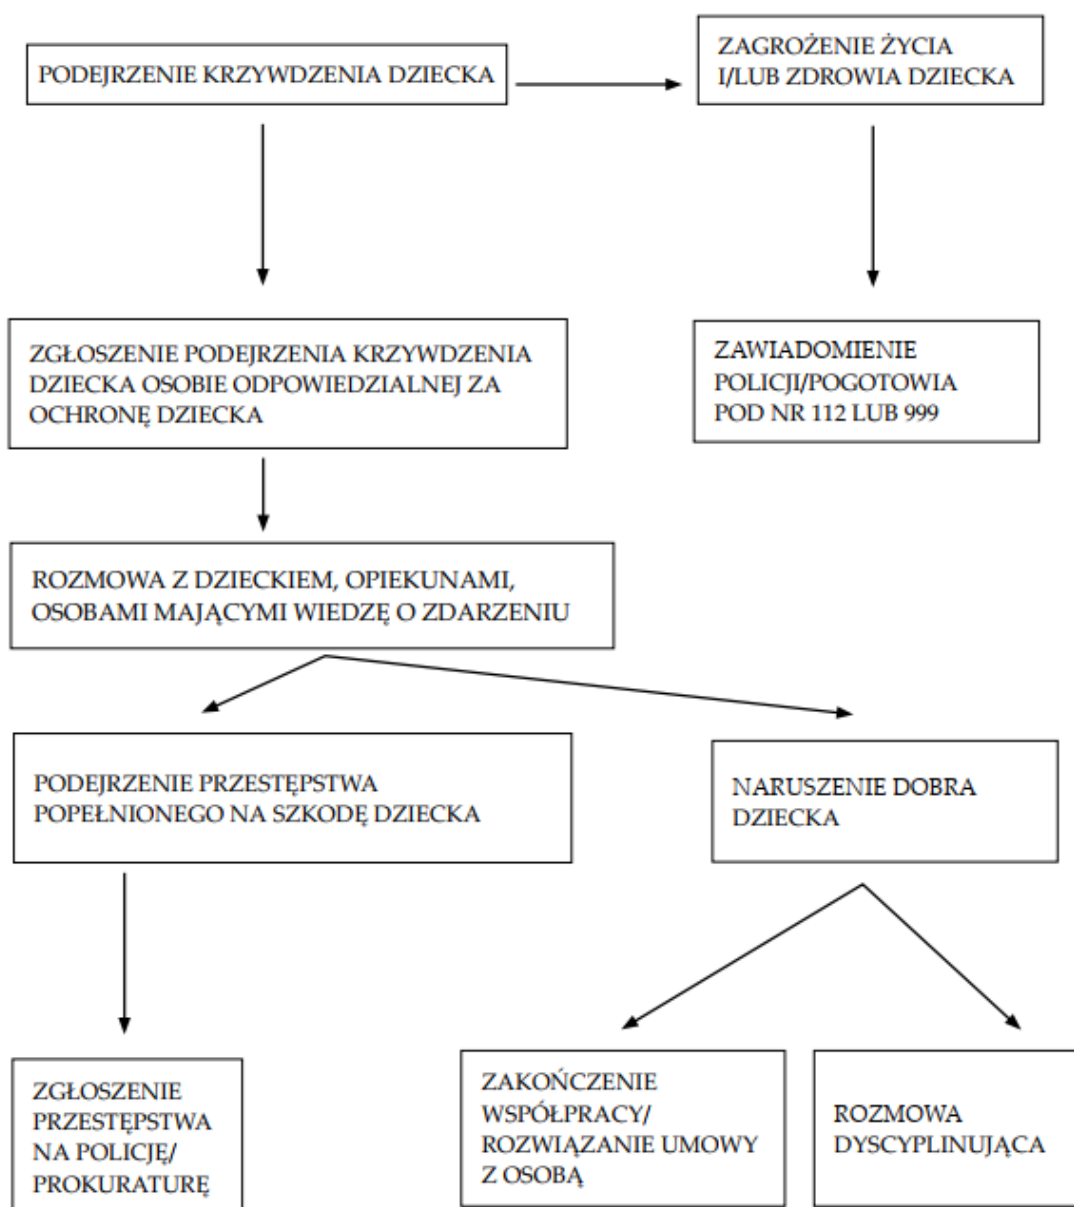 PODEJRZENIE KRZYWDZENIA DZIECKA
ZAGROŻENIE ŻYCIA
I/LUB ZDROWIA DZIECKA
ZGŁOSZENIE PODEJRZENIA KRZYWDZENIA
DZIECKA OSOBIE ODPOWIEDZIALNEJ ZA
OCHRONĘ DZIECKA
ZAWIADOMIENIE
POLICJI/POGOTOWIA
POD NR 112 LUB 999
ROZMOWA Z DZIECKIEM, OPIEKUNAMI,
OSOBAMI MAJĄCYMI WIEDZĘ O ZDARZENIU
PODEJRZENIE PRZESTĘPSTWA
POPEŁNIONEGO NA SZKODĘ DZIECKA
NARUSZENIE DOBRA
DZIECKA
ZGŁOSZENIE
PRZESTĘPSTWA
NA POLICJĘ/
PROKURATURĘ
ZAKOŃCZENIE
WSPÓŁPRACY/
ROZWIĄZANIE UMOWY
Z OSOBĄ
ROZMOWA
DYSCYPLINUJĄCA